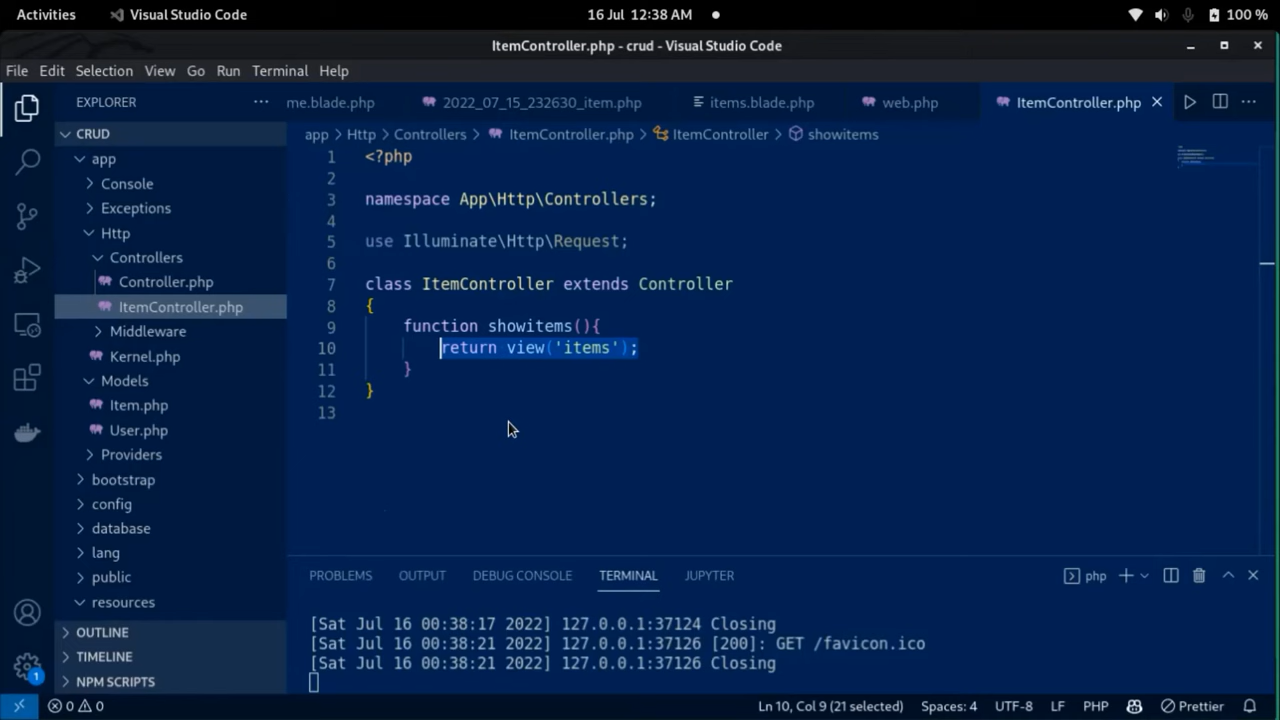 Activities Visual Studio Code 16 Jul 12:38 AM 100 %
ItemController.php - crud - Visual Studio Code
File Edit Selection View Go Run Terminal Help
EXPLORER
CRUD
app
Console
Exceptions
Http
Controllers
Controller.php
ItemController.php
Middleware
Kernel.php
Models
Item.php
User.php
Providers
bootstrap
config
database
lang
public
resources
OUTLINE
TIMELINE
NPM SCRIPTS
me.blade.php 2022_07_15_232630_item.php items.blade.php web.php ItemController.php
app > Http > Controllers > ItemController.php > ItemController > showitems
1 <?php
2
3 namespace App\Http\Controllers;
4
5 use Illuminate\Http\Request;
6
7 class ItemController extends Controller
8 {
9 function showitems(){
10 return view('items');
11 }
12 }
13
PROBLEMS OUTPUT DEBUG CONSOLE TERMINAL JUPYTER php
[Sat Jul 16 00:38:17 2022] 127.0.0.1:37124 Closing
[Sat Jul 16 00:38:21 2022] 127.0.0.1:37126 [200]: GET /favicon.ico
[Sat Jul 16 00:38:21 2022] 127.0.0.1:37126 Closing
1
0 0 Ln 10, Col 9 (21 selected) Spaces: 4 UTF-8 LF PHP Prettier